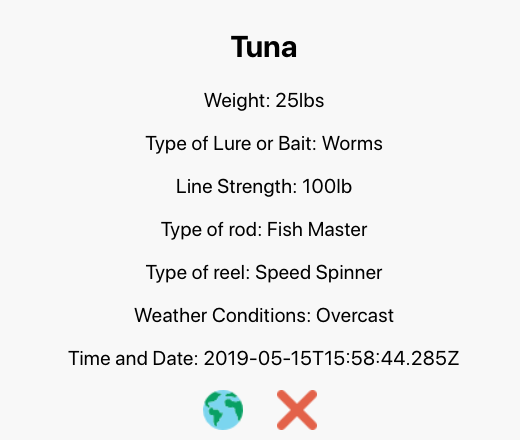 Tuna
Weight: 25lbs
Type of Lure or Bait: Worms
Line Strength: 100lb
Type of rod: Fish Master
Type of reel: Speed Spinner
Weather Conditions: Overcast
Time and Date: 2019-05-15T15:58:44.285Z